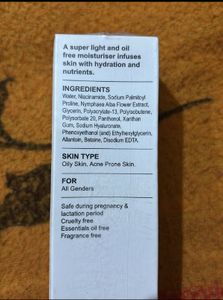 A super light and oil
free moisturiser infuses
skin with hydration and
nutrients.
INGREDIENTS
Water, Niacinamide, Sodium Palmitoyl
Proline, Nymphaea Alba Flower Extract,
Glycerin, Polyacrylate-13, Polyisobutene,
Polysorbate 20, Panthenol, Xanthan
Gum, Sodium Hyaluronate,
Phenoxyethanol (and) Ethylhexylglycerin,
Allantoin, Betaine, Disodium EDTA.
SKIN TYPE
Oily Skin, Acne Prone Skin.
FOR
All Genders
Safe during pregnancy &
lactation period
Cruelty free
Essentials oil free
Fragrance free